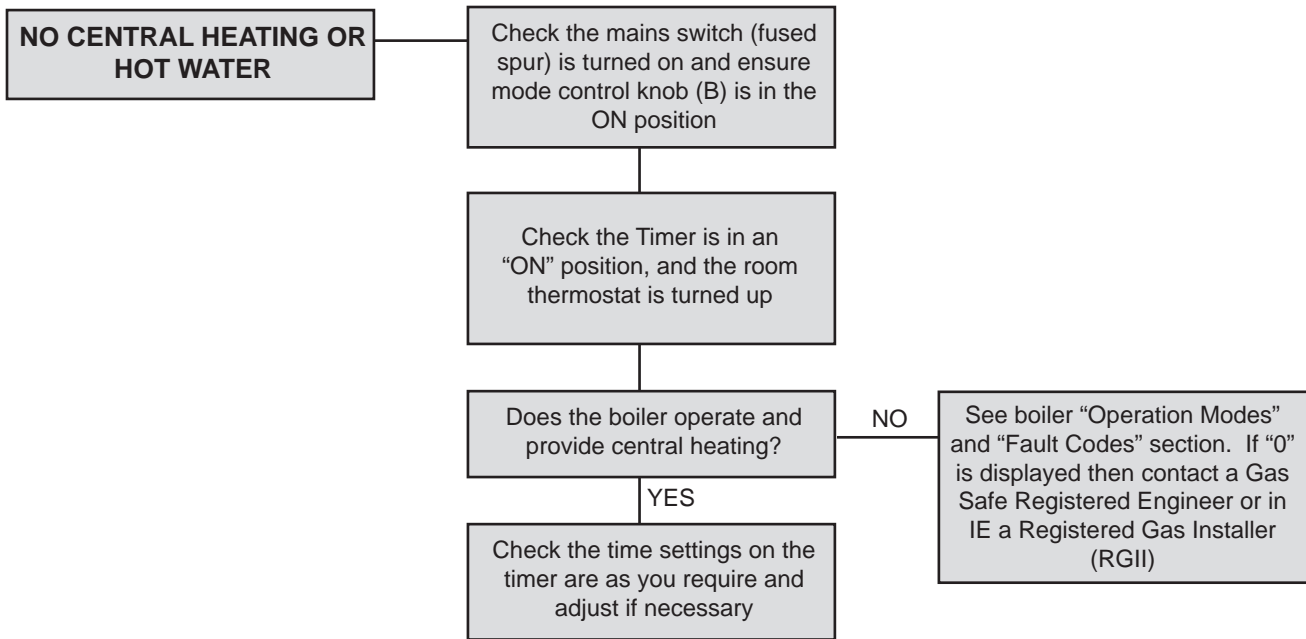 NO CENTRAL HEATING OR
HOT WATER
Check the mains switch (fused
spur) is turned on and ensure
mode control knob (B) is in the
ON position
Check the Timer is in an
“ON” position, and the room
thermostat is turned up
Does the boiler operate and
provide central heating?
NO
See boiler “Operation Modes”
and “Fault Codes” section.  If “0”
is displayed then contact a Gas
Safe Registered Engineer or in
IE a Registered Gas Installer
(RGII)
YES
Check the time settings on the
timer are as you require and
adjust if necessary